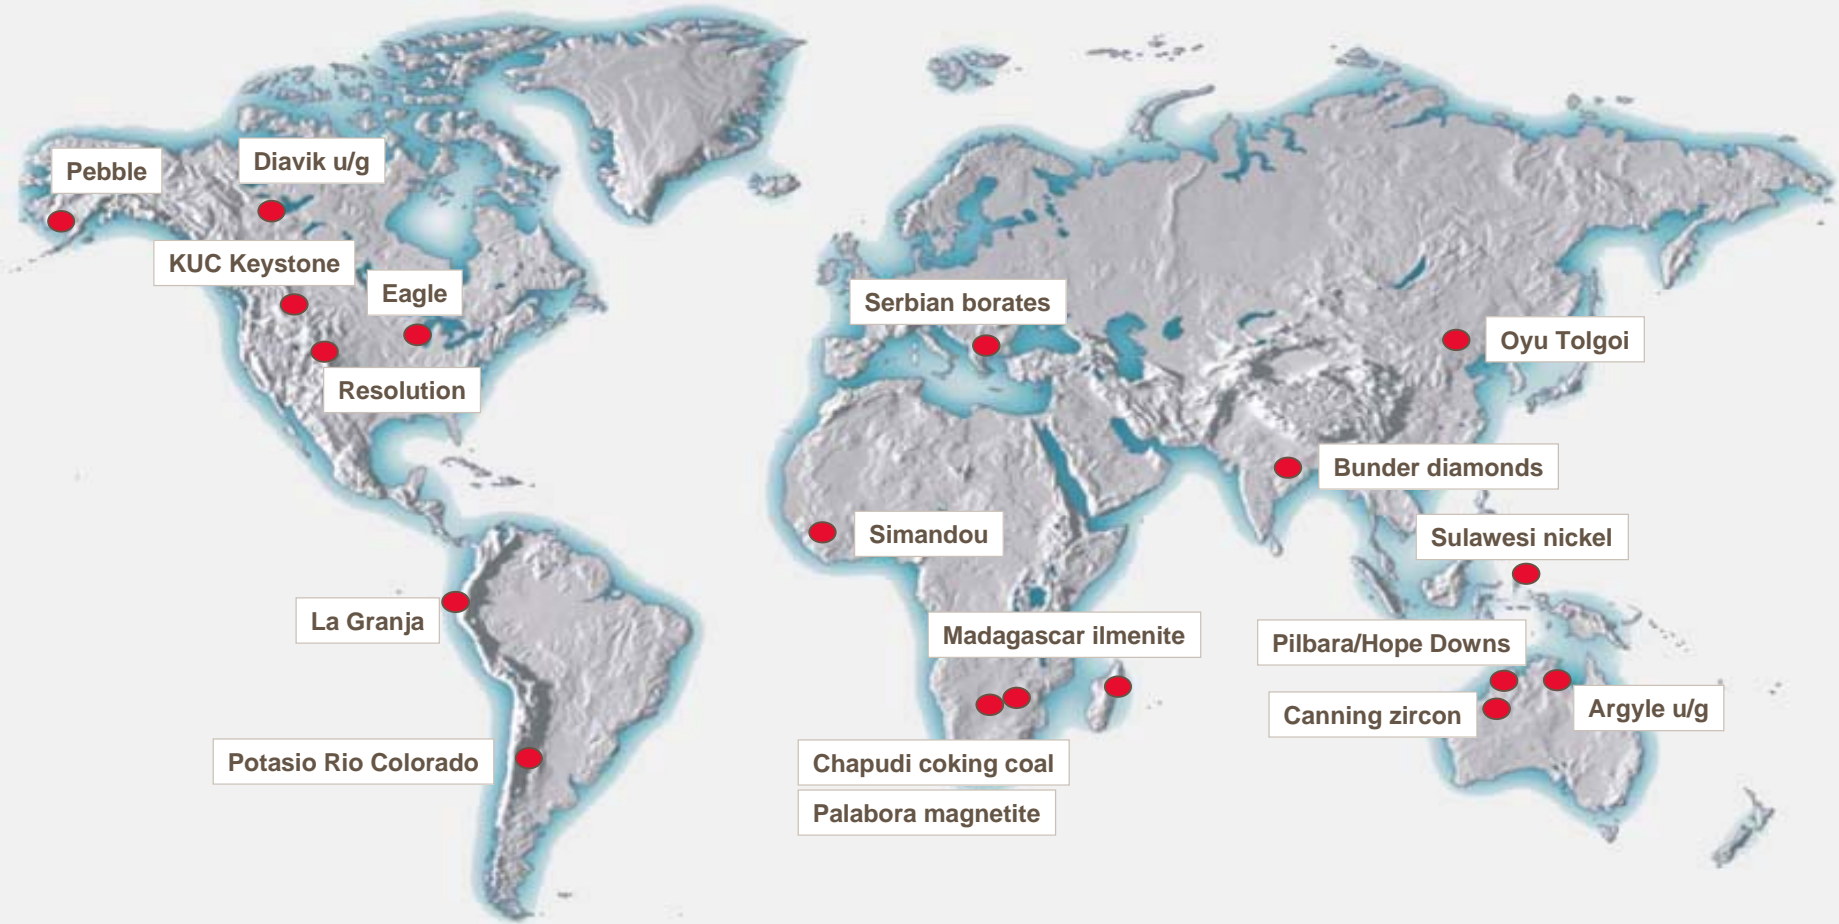 Pebble
Diavik u/g
KUC Keystone
Eagle
Resolution
Serbian borates
Oyu Tolgoi
Bunder diamonds
Simandou
Sulawesi nickel
La Granja
Madagascar ilmenite
Pilbara/Hope Downs
Canning zircon
Argyle u/g
Potasio Rio Colorado
Chapudi coking coal
Palabora magnetite